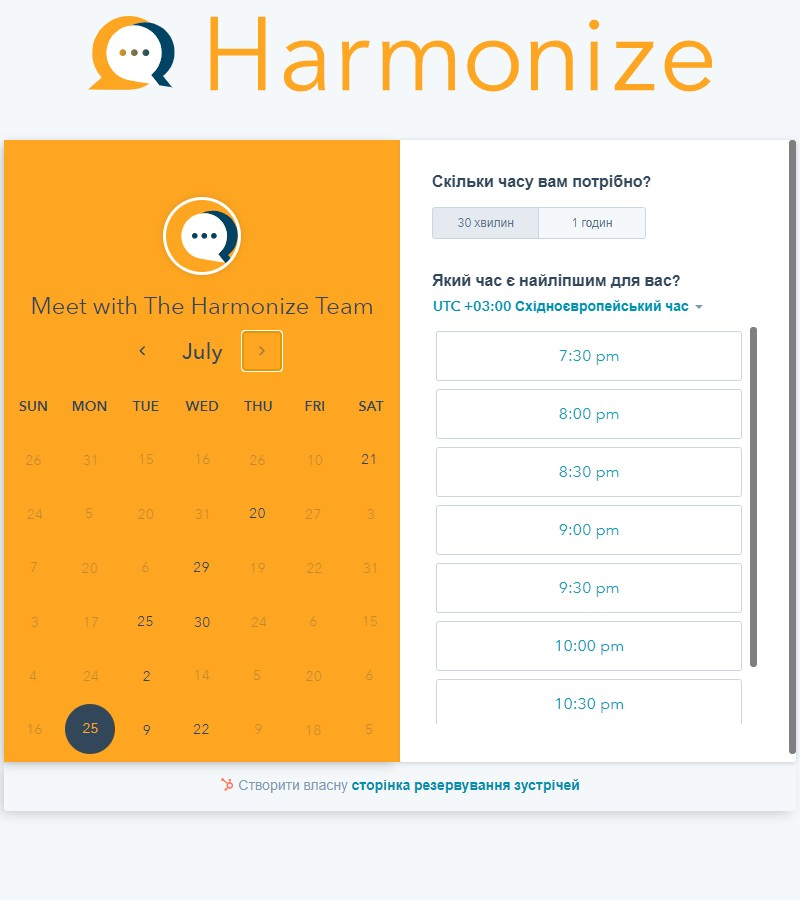 Harmonize
Meet with The Harmonize Team
July
SUN MON TUE WED THU FRI SAT
26 31 15 16 26 10 21
24 5 20 31 20 27 3
7 20 6 29 19 22 31
3 17 25 30 24 6 15
4 24 2 14 5 20 6
16 25 9 22 9 18 5
Скільки часу вам потрібно?
30 хвилин 1 годин
Який час є найліпшим для вас?
UTC +03:00 Східноєвропейський час
7:30 pm
8:00 pm
8:30 pm
9:00 pm
9:30 pm
10:00 pm
10:30 pm
Створити власну сторінка резервування зустрічей